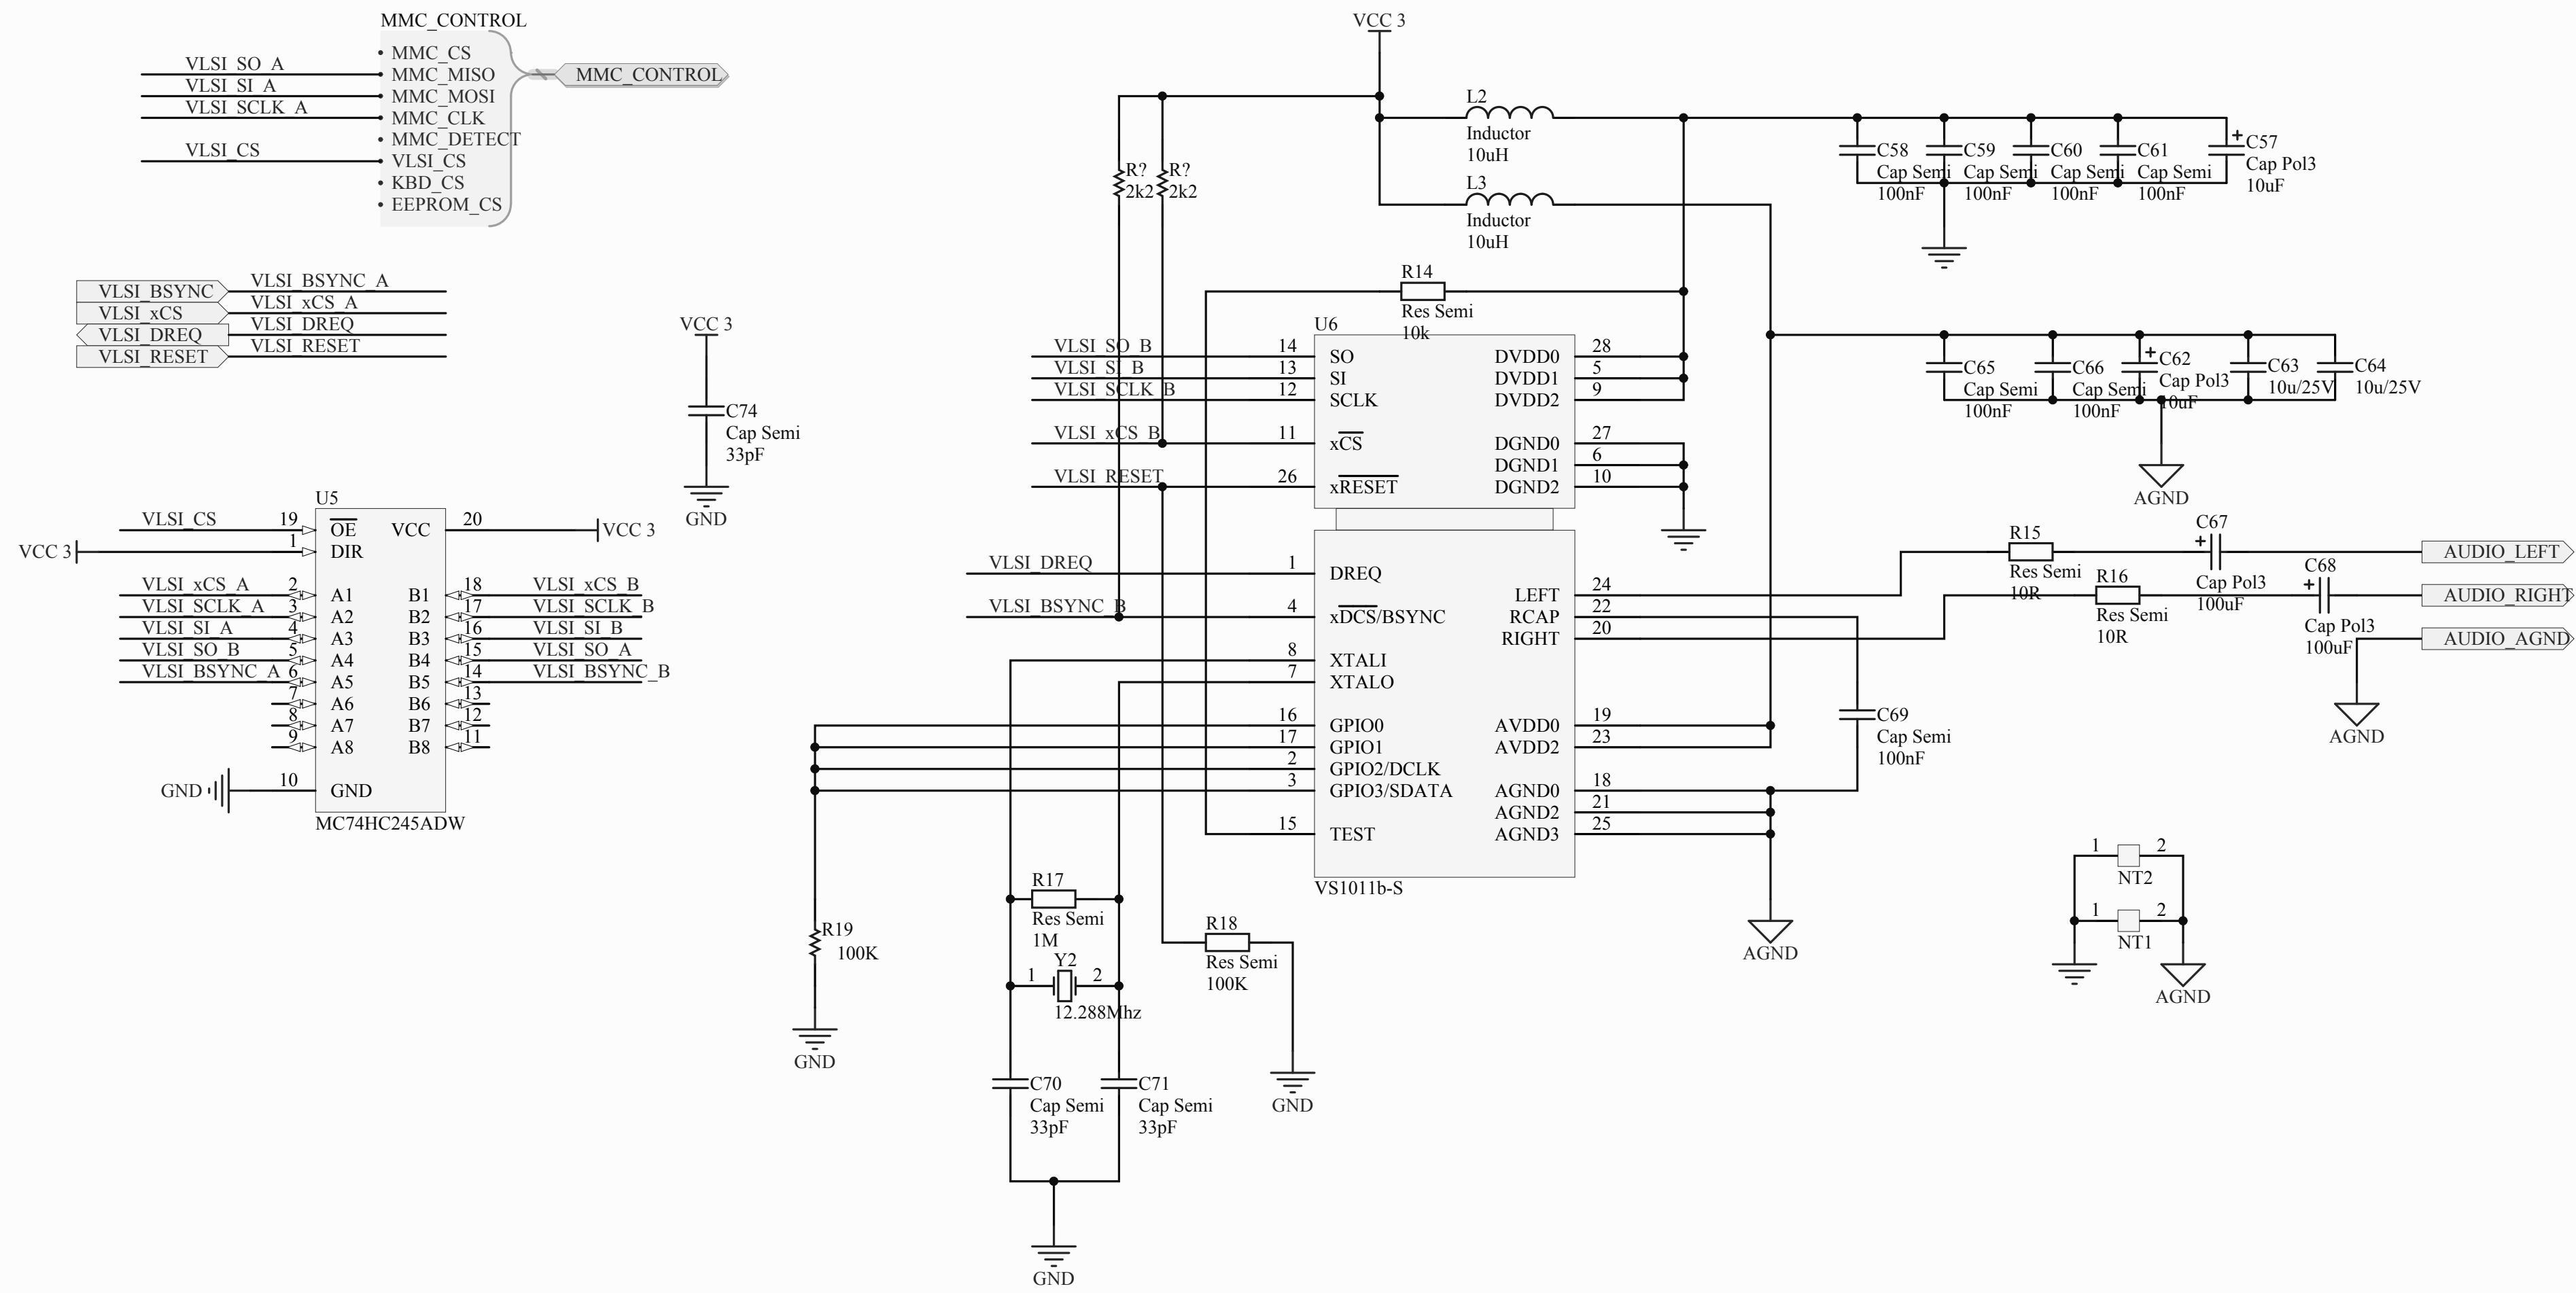 MMC_CONTROL
MMC_CS
VLSI_SO_A MMC_MISO MMC_CONTROL
VLSI_SI_A MMC_MOSI
VLSI_SCLK_A MMC_CLK
MMC_DETECT
VLSI_CS VLSI_CS
KBD_CS
EEPROM_CS
VLSI_BSYNC VLSI_BSYNC_A
VLSI_xCS VLSI_xCS_A
VLSI_DREQ VLSI_DREQ
VLSI_RESET VLSI_RESET
VCC 3
C74
Cap Semi
33pF
GND
U5
VLSI_CS 19 OE VCC 20 VCC 3
VCC 3 1 DIR
VLSI_xCS_A 2 A1 B1 18 VLSI_xCS_B
VLSI_SCLK_A 3 A2 B2 17 VLSI_SCLK_B
VLSI_SI_A 4 A3 B3 16 VLSI_SI_B
VLSI_SO_B 5 A4 B4 15 VLSI_SO_A
VLSI_BSYNC_A 6 A5 B5 14 VLSI_BSYNC_B
7 A6 B6 13
8 A7 B7 12
9 A8 B8 11
GND 10 GND
MC74HC245ADW
VCC 3
L2
Inductor
10uH
L3
Inductor
10uH
R? R?
2k2 2k2
C58
Cap Semi
100nF
C59
Cap Semi
100nF
C60
Cap Semi
100nF
C61
Cap Semi
100nF
C57
Cap Pol3
10uF
R14
Res Semi
10k
U6
VLSI_SO_B 14 SO DVDD0 28
VLSI_SI_B 13 SI DVDD1 5
VLSI_SCLK_B 12 SCLK DVDD2 9
VLSI_xCS_B 11 xCS DGND0 27
DGND1 6
VLSI_RESET 26 xRESET DGND2 10
VLSI_DREQ 1 DREQ
LEFT 24
VLSI_BSYNC_B 4 xDCS/BSYNC RCAP 22
RIGHT 20
8 XTALI
7 XTALO
16 GPIO0 AVDD0 19
17 GPIO1 AVDD2 23
2 GPIO2/DCLK
3 GPIO3/SDATA AGND0 18
AGND2 21
15 TEST AGND3 25
VS1011b-S
C65
Cap Semi
100nF
C66
Cap Semi
100nF
C62
Cap Pol3
10uF
C63
10u/25V
C64
10u/25V
AGND
R15
Res Semi
10R
C67
Cap Pol3
100uF
AUDIO_LEFT
R16
Res Semi
10R
C68
Cap Pol3
100uF
AUDIO_RIGHT
AUDIO_AGND
AGND
C69
Cap Semi
100nF
AGND
1 2
NT2
1 2
NT1
AGND
R19
100K
GND
R17
Res Semi
1M
Y2
1 2
12.288Mhz
R18
Res Semi
100K
GND
C70
Cap Semi
33pF
C71
Cap Semi
33pF
GND